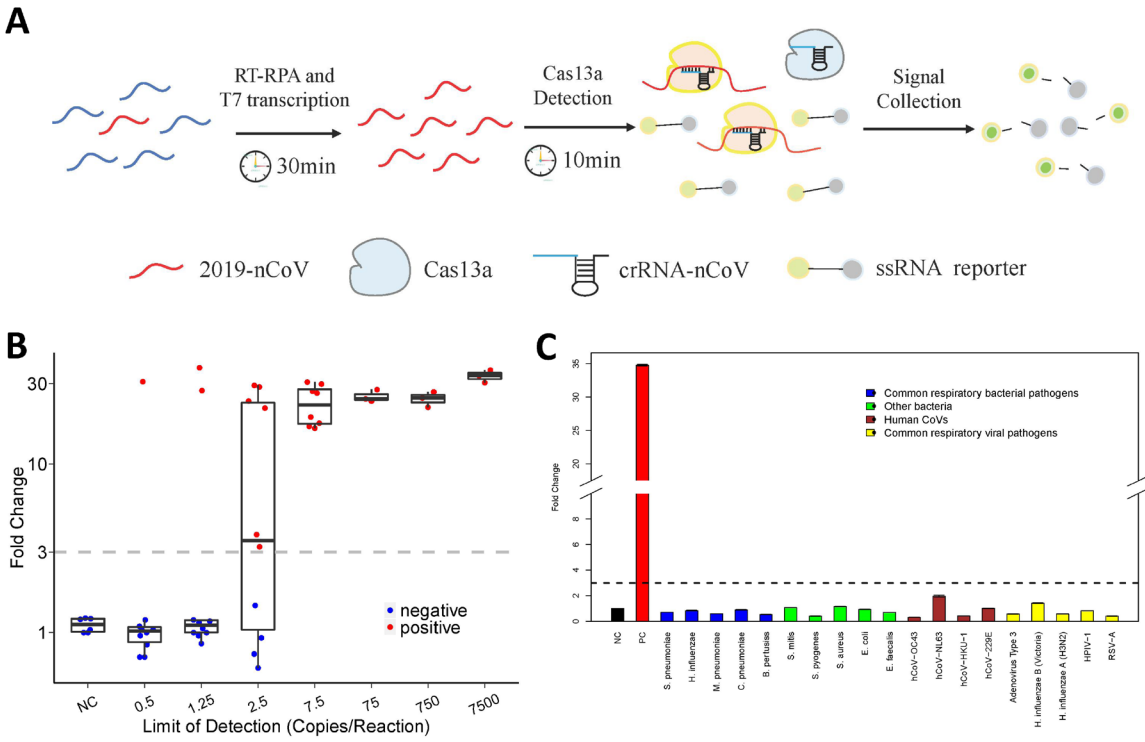 A
RT-RPA and
T7 transcription
30min
Cas13a
Detection
10min
Signal
Collection
2019-nCoV
Cas13a
crRNA-nCoV
ssRNA reporter
B
Fold Change
30
10
3
1
negative
positive
NC
0.5
1.25
2.5
7.5
75
750
7500
Limit of Detection (Copies/Reaction)
C
Fold Change
35
30
25
20
8
6
4
2
0
Common respiratory bacterial pathogens
Other bacteria
Human CoVs
Common respiratory viral pathogens
NC
PC
S. pneumoniae
H. influenzae
M. pneumoniae
C. pneumoniae
B. pertusiss
S. mitis
S. pyogenes
S. aureus
E. coli
E. faecalis
hCoV-OC43
hCoV-NL63
hCoV-HKU-1
hCoV-229E
Adenovirus Type 3
H. influenzae B (Victoria)
H. influenzae A (H3N2)
HPIV-1
RSV-A